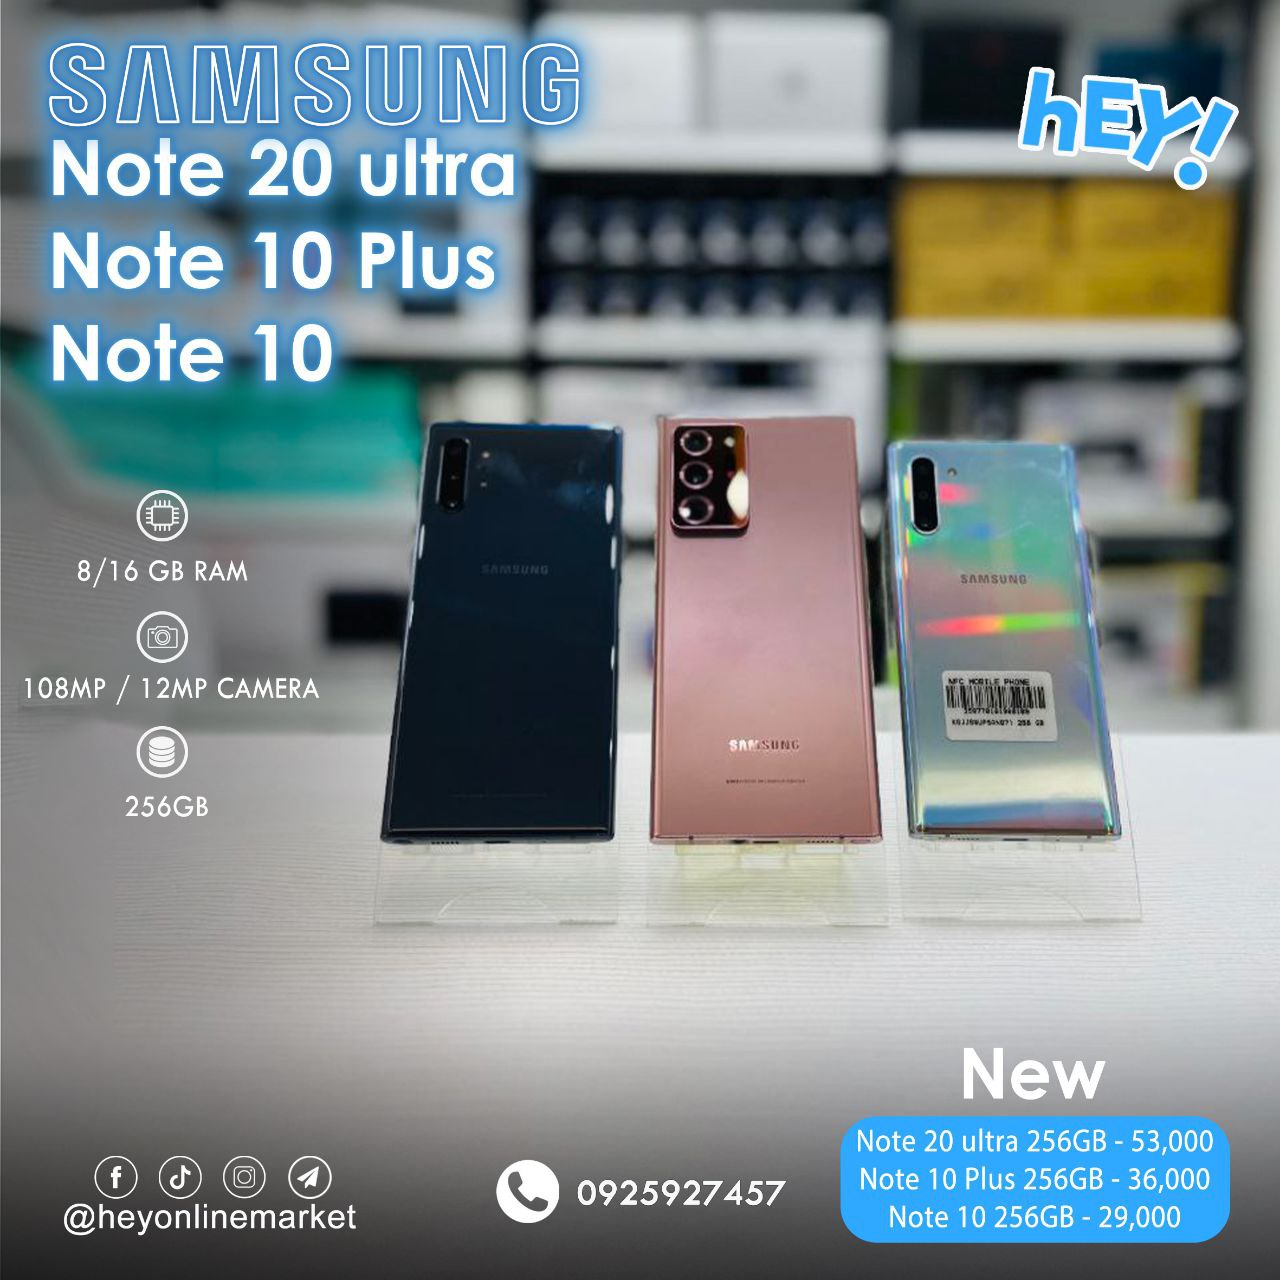 SAMSUNG
Note 20 ultra
Note 10 Plus
Note 10
hEY!
8/16 GB RAM
108MP / 12MP CAMERA
256GB
SAMSUNG
SAMSUNG
SAMSUNG
NFC MOBILE PHONE
256 GB
New
Note 20 ultra 256GB - 53,000
Note 10 Plus 256GB - 36,000
Note 10 256GB - 29,000
@heyonlinemarket
0925927457